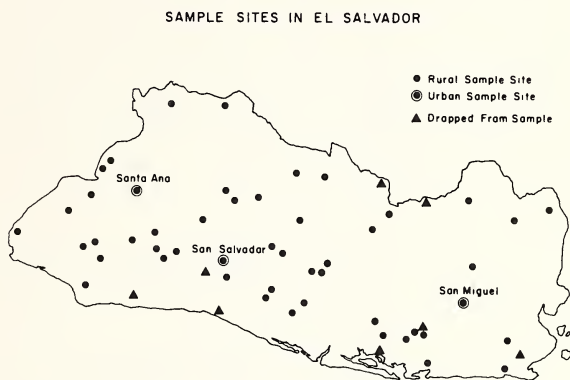 SAMPLE SITES IN EL SALVADOR
Rural Sample Site
Urban Sample Site
Dropped From Sample
Santa Ana
San Salvador
San Miguel